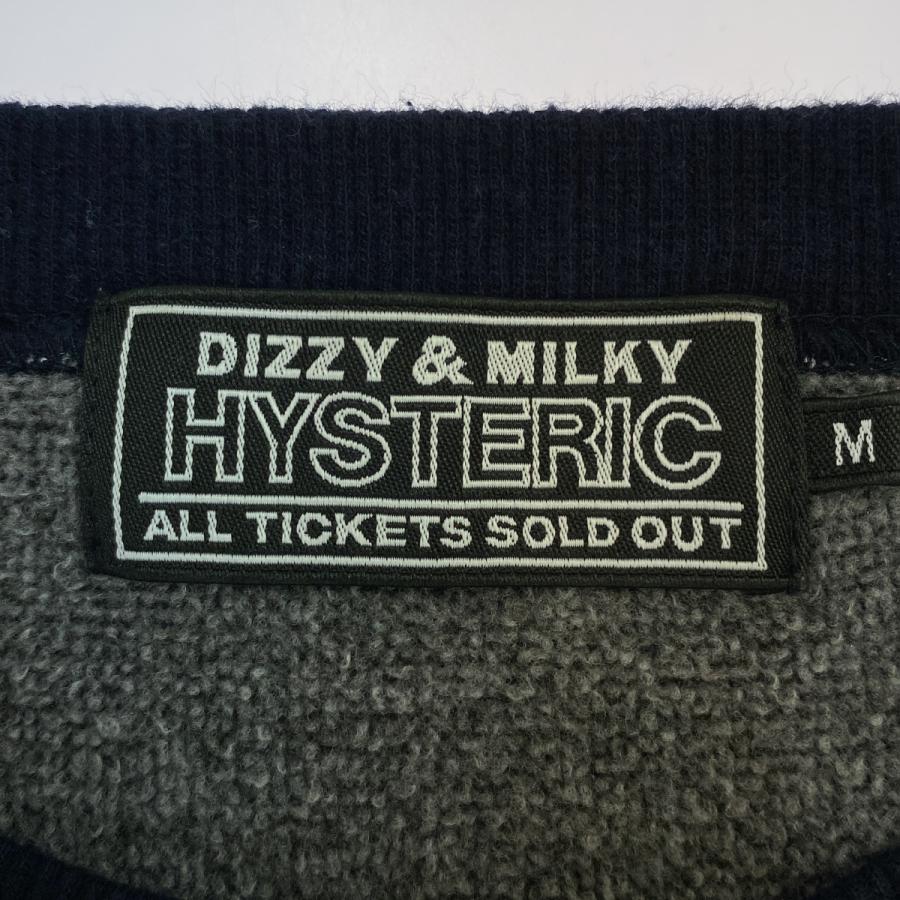 DIZZY & MILKY
HYSTERIC
ALL TICKETS SOLD OUT
M